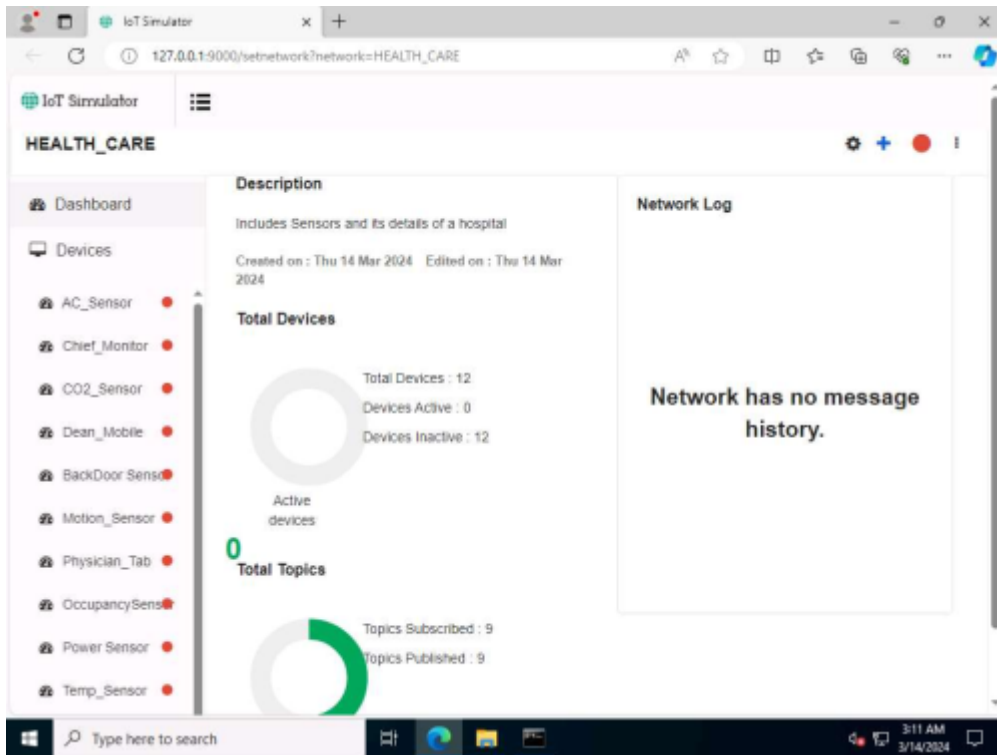 IoT Simulator
127.0.0.1:9000/setnetwork?network=HEALTH_CARE
IoT Simulator
HEALTH_CARE
Dashboard
Devices
AC_Sensor
Chief_Monitor
CO2_Sensor
Dean_Mobile
BackDoor Senso
Motion_Sensor
Physician_Tab
OccupancySensor
Power Sensor
Temp_Sensor
Description
Includes Sensors and its details of a hospital
Created on : Thu 14 Mar 2024 Edited on : Thu 14 Mar
2024
Total Devices
Total Devices : 12
Devices Active : 0
Devices Inactive : 12
Active
devices
0
Total Topics
Topics Subscribed : 9
Topics Published : 9
Network Log
Network has no message
history.
Type here to search
3:11 AM
3/14/2024